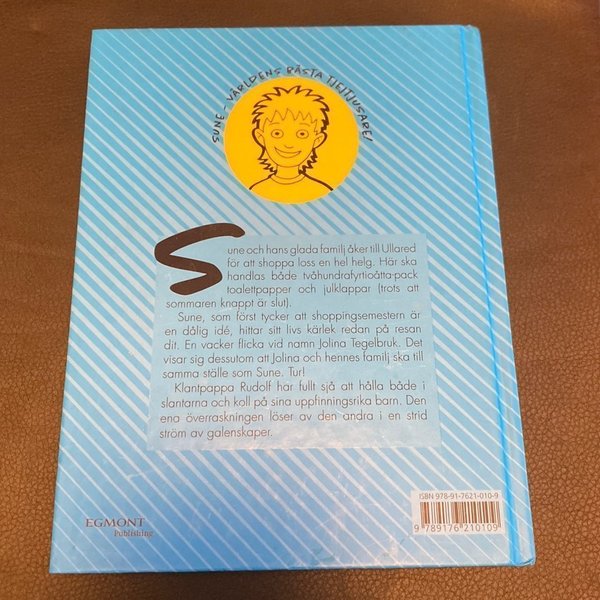 SUNE – VÄRLDENS BÄSTA TJEJTJUSARE!
Sune och hans glada familj åker till Ullared
för att shoppa loss en hel helg. Här ska
handlas både tvåhundrafyrtioåtta-pack
toalettpapper och julklappar (trots att
sommaren knappt är slut).
Sune, som först tycker att shoppingsemestern är
en dålig idé, hittar sitt livs kärlek redan på resan
dit. En vacker flicka vid namn Jolina Tegelbruk. Det
visar sig dessutom att Jolina och hennes familj ska till
samma ställe som Sune. Tur!
Klantpappa Rudolf har fullt sjå att hålla både i
slantarna och koll på sina uppfinningsrika barn. Den
ena överraskningen löser av den andra i en strid
ström av galenskaper.
ISBN 978-91-7621-010-9
9 789176 210109
EGMONT
Publishing